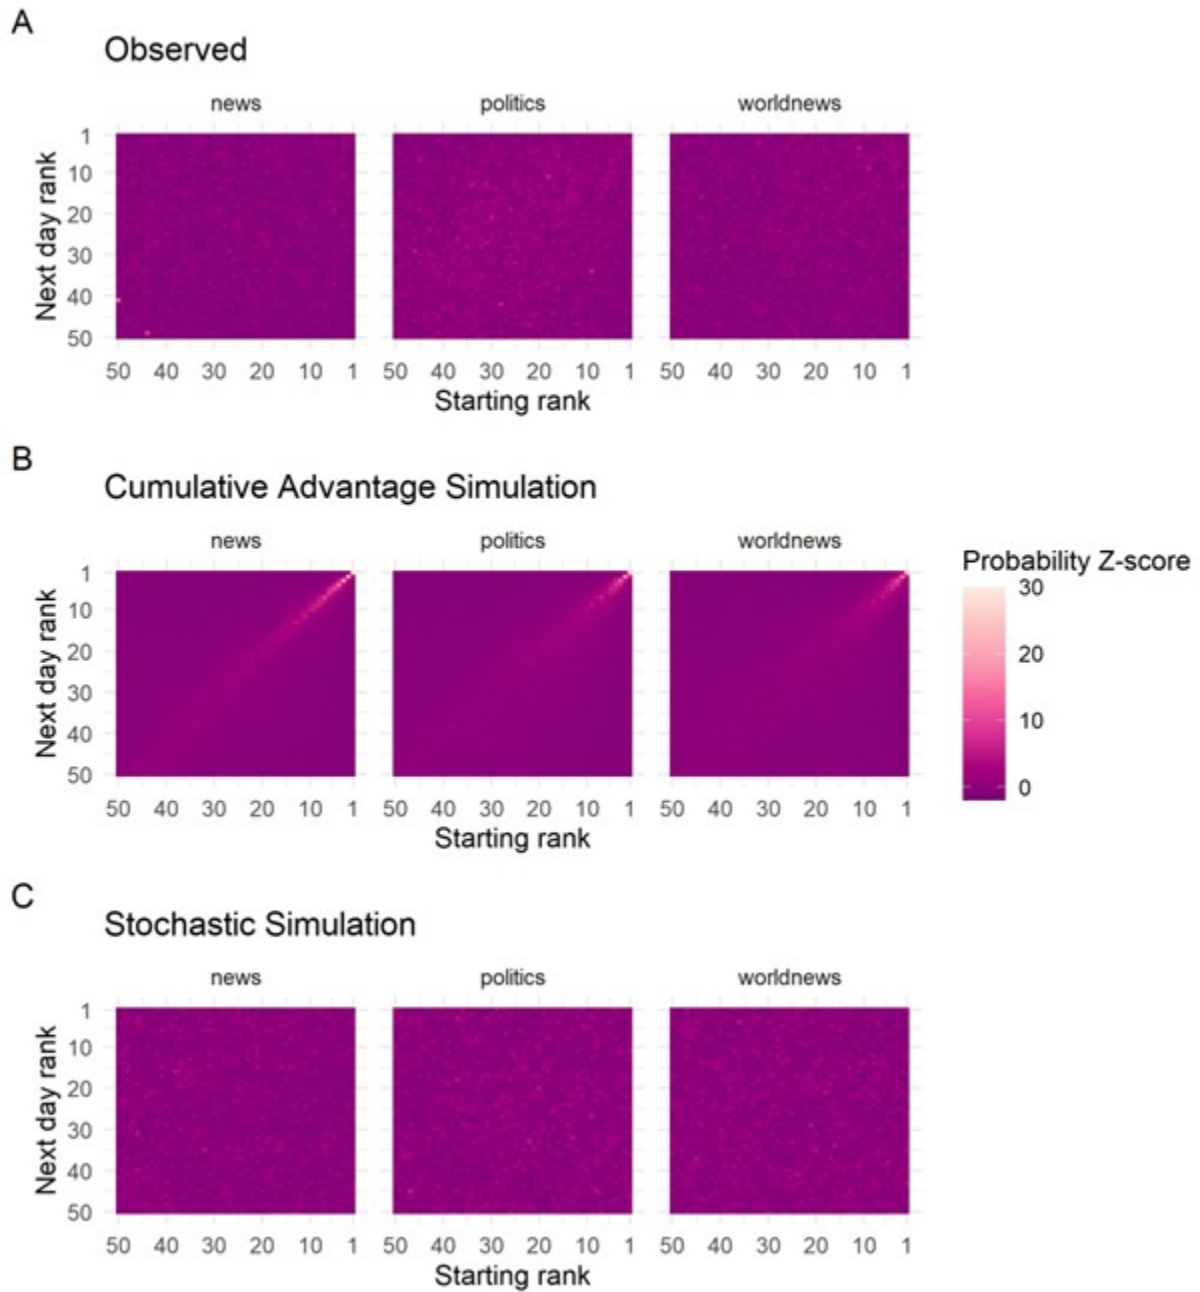 A
Observed
news politics worldnews
Next day rank
1
10
20
30
40
50
50 40 30 20 10 1 50 40 30 20 10 1 50 40 30 20 10 1
Starting rank
B
Cumulative Advantage Simulation
news politics worldnews
Next day rank
1
10
20
30
40
50
50 40 30 20 10 1 50 40 30 20 10 1 50 40 30 20 10 1
Starting rank
Probability Z-score
30
20
10
0
C
Stochastic Simulation
news politics worldnews
Next day rank
1
10
20
30
40
50
50 40 30 20 10 1 50 40 30 20 10 1 50 40 30 20 10 1
Starting rank